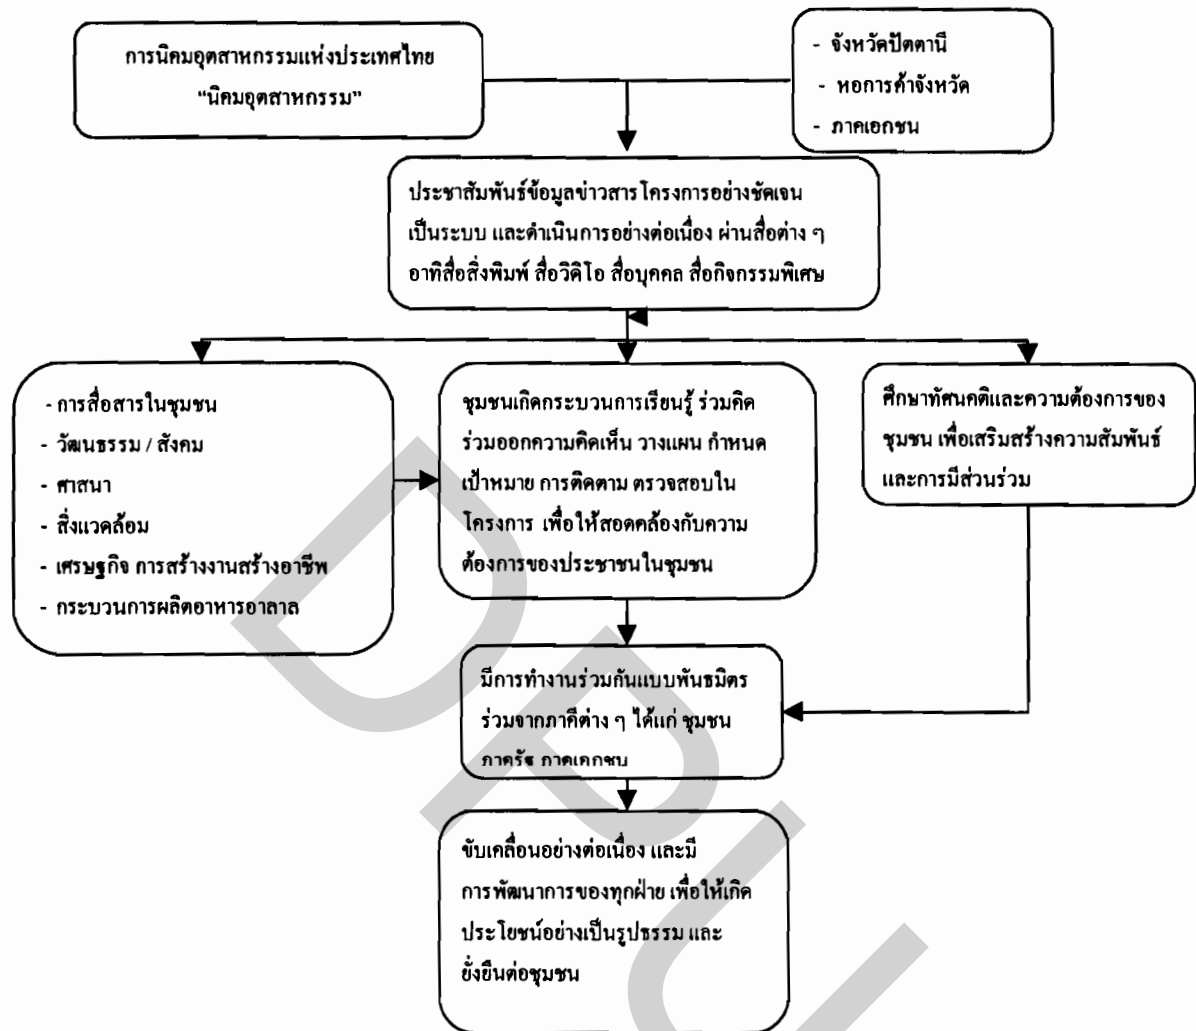 การนิคมอุตสาหกรรมแห่งประเทศไทย
“นิคมอุตสาหกรรม”
- จังหวัดปัตตานี
- หอการค้าจังหวัด
- ภาคเอกชน
ประชาสัมพันธ์ข้อมูลข่าวสารโครงการอย่างชัดเจน
เป็นระบบ และดำเนินการอย่างต่อเนื่อง ผ่านสื่อต่าง ๆ
อาทิสื่อสิ่งพิมพ์ สื่อวิดิโอ สื่อบุคคล สื่อกิจกรรมพิเศษ
- การสื่อสารในชุมชน
- วัฒนธรรม / สังคม
- ศาสนา
- สิ่งแวดล้อม
- เศรษฐกิจ การสร้างงานสร้างอาชีพ
- กระบวนการผลิตอาหารอาลาล
ชุมชนเกิดกระบวนการเรียนรู้ ร่วมคิด
ร่วมออกความคิดเห็น วางแผน กำหนด
เป้าหมาย การติดตาม ตรวจสอบใน
โครงการ เพื่อให้สอดคล้องกับความ
ต้องการของประชาชนในชุมชน
ศึกษาทัศนคติและความต้องการของ
ชุมชน เพื่อเสริมสร้างความสัมพันธ์
และการมีส่วนร่วม
มีการทำงานร่วมกันแบบพันธมิตร
ร่วมจากภาคีต่าง ๆ ได้แก่ ชุมชน
ภาครัฐ ภาคเอกชน
ขับเคลื่อนอย่างต่อเนื่อง และมี
การพัฒนาการของทุกฝ่าย เพื่อให้เกิด
ประโยชน์อย่างเป็นรูปธรรม และ
ยั่งยืนต่อชุมชน